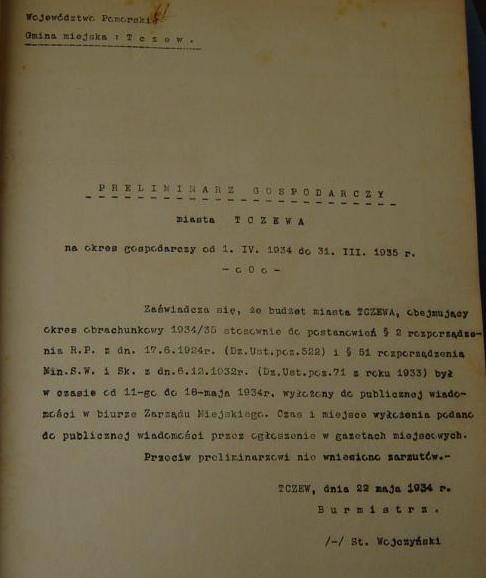 Województwo Pomorskie
Gmina miejska: Tczew.
PRELIMINARZ GOSPODARCZY
miasta TCZEWA
na okres gospodarczy od 1. IV. 1934 do 31. III. 1935 r.
- o O o -
Zaświadcza się, że budżet miasta TCZEWA, obejmujący
okres obrachunkowy 1934/35 stosownie do postanowień § 2 rozporządze-
nia R.P. z dn. 17.6.1924r. (Dz.Ust.poz.522) i § 51 rozporządzenia
Min.S.W. i Sk. z dn.6.12.1932r. (Dz.Ust.poz.71 z roku 1933) był
w czasie od 11-go do 18-maja 1934r. wyłożony do publicznej wiado-
mości w biurze Zarządu Miejskiego. Czas i miejsce wyłożenia podano
do publicznej wiadomości przez ogłoszenie w gazetach miejscowych.
Przeciw preliminarzowi nie wniesiono zarzutów.-
TCZEW, dnia 22 maja 1934 r.
Burmistrz.
/-/ St. Wojczyński